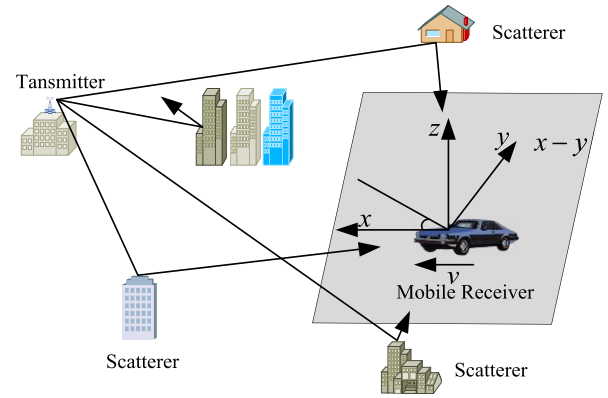 Scatterer
Tansmitter
z
y
x – y
x
v
Mobile Receiver
Scatterer
Scatterer